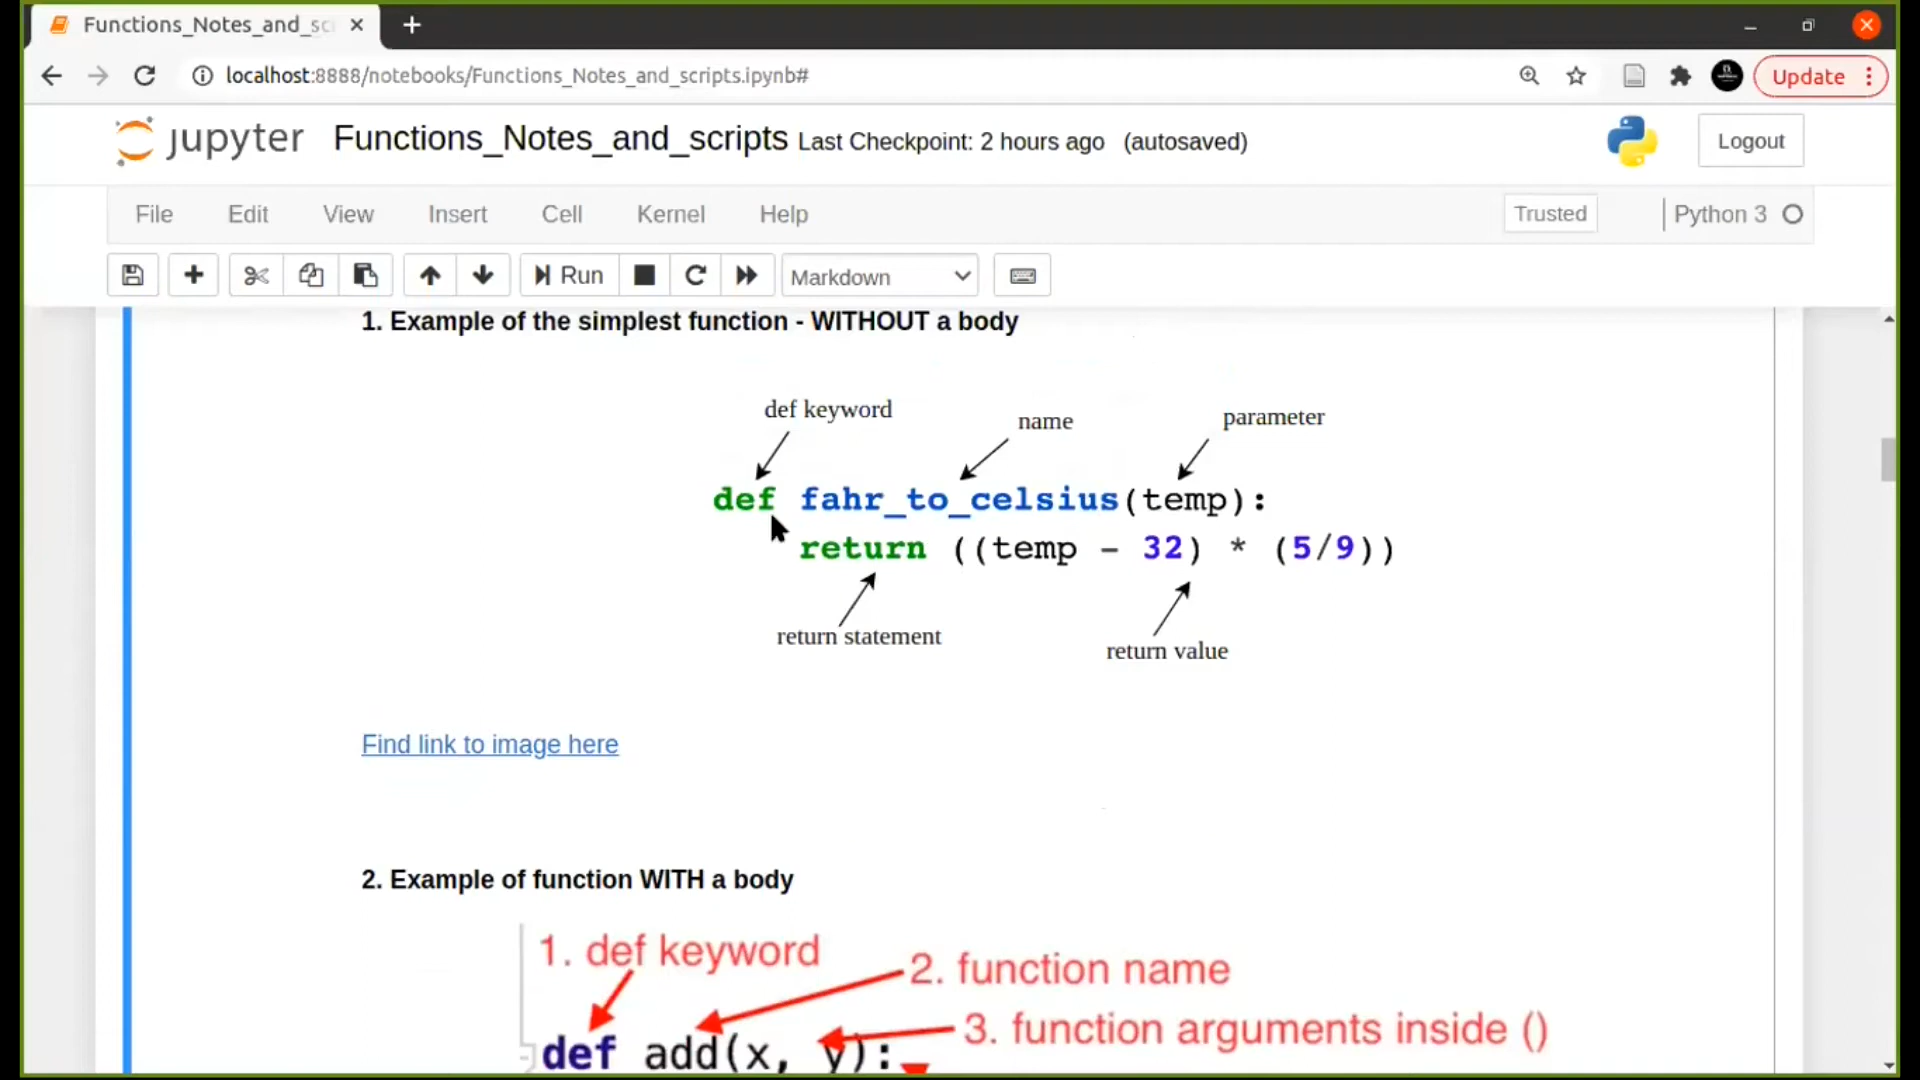 Functions_Notes_and_sc
localhost:8888/notebooks/Functions_Notes_and_scripts.ipynb#
Update
jupyter Functions_Notes_and_scripts Last Checkpoint: 2 hours ago (autosaved)
Logout
File Edit View Insert Cell Kernel Help
Trusted
Python 3
Run
Markdown
1. Example of the simplest function - WITHOUT a body
def keyword
name
parameter
def fahr_to_celsius(temp):
return ((temp - 32) * (5/9))
return statement
return value
Find link to image here
2. Example of function WITH a body
1. def keyword
2. function name
3. function arguments inside ()
def add(x, y):